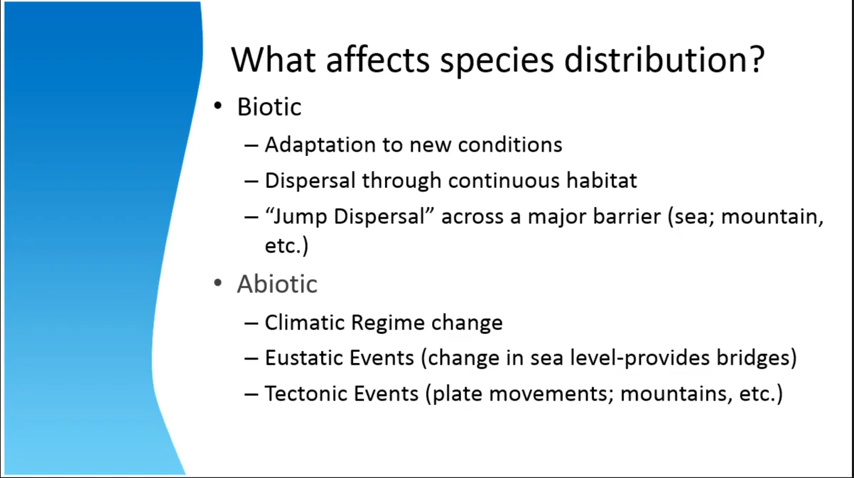 What affects species distribution?
• Biotic
– Adaptation to new conditions
– Dispersal through continuous habitat
– “Jump Dispersal” across a major barrier (sea; mountain,
etc.)
• Abiotic
– Climatic Regime change
– Eustatic Events (change in sea level-provides bridges)
– Tectonic Events (plate movements; mountains, etc.)